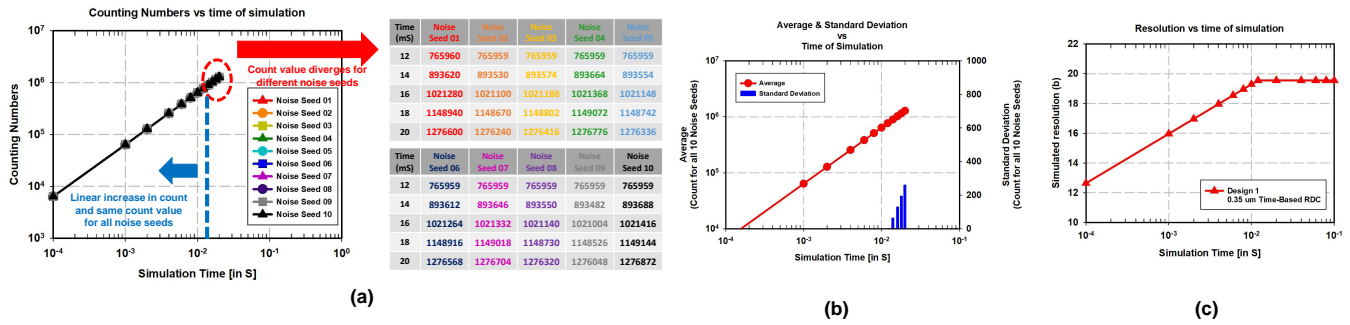 Counting Numbers vs time of simulation
Counting Numbers
10^7
10^6
10^5
10^4
10^3
10^-4
10^-3
10^-2
10^-1
10^0
Simulation Time [in S]
Count value diverges for
different noise seeds
Linear increase in count
and same count value
for all noise seeds
Noise Seed 01
Noise Seed 02
Noise Seed 03
Noise Seed 04
Noise Seed 05
Noise Seed 06
Noise Seed 07
Noise Seed 08
Noise Seed 09
Noise Seed 10
Time (mS) Noise Seed 01 Noise Seed 02 Noise Seed 03 Noise Seed 04 Noise Seed 05
12 765960 765959 765959 765959 765959
14 893620 893530 893574 893664 893554
16 1021280 1021100 1021188 1021368 1021148
18 1148940 1148670 1148802 1149072 1148742
20 1276600 1276240 1276416 1276776 1276336
Time (mS) Noise Seed 06 Noise Seed 07 Noise Seed 08 Noise Seed 09 Noise Seed 10
12 765959 765959 765959 765959 765959
14 893612 893646 893550 893482 893688
16 1021264 1021332 1021140 1021004 1021416
18 1148916 1149018 1148730 1148526 1149144
20 1276568 1276704 1276320 1276048 1276872
(a)
Average & Standard Deviation
vs
Time of Simulation
Average
(Count for all 10 Noise Seeds)
10^7
10^6
10^5
10^4
Average
Standard Deviation
1000
800
600
400
200
0
Standard Deviation
(Count for all 10 Noise Seeds)
10^-3
10^-2
10^-1
Simulation Time [in S]
(b)
Resolution vs time of simulation
Simulated resolution (b)
22
20
18
16
14
12
10
Design 1
0.35 um Time-Based RDC
10^-4
10^-3
10^-2
10^-1
Simulation Time [in S]
(c)